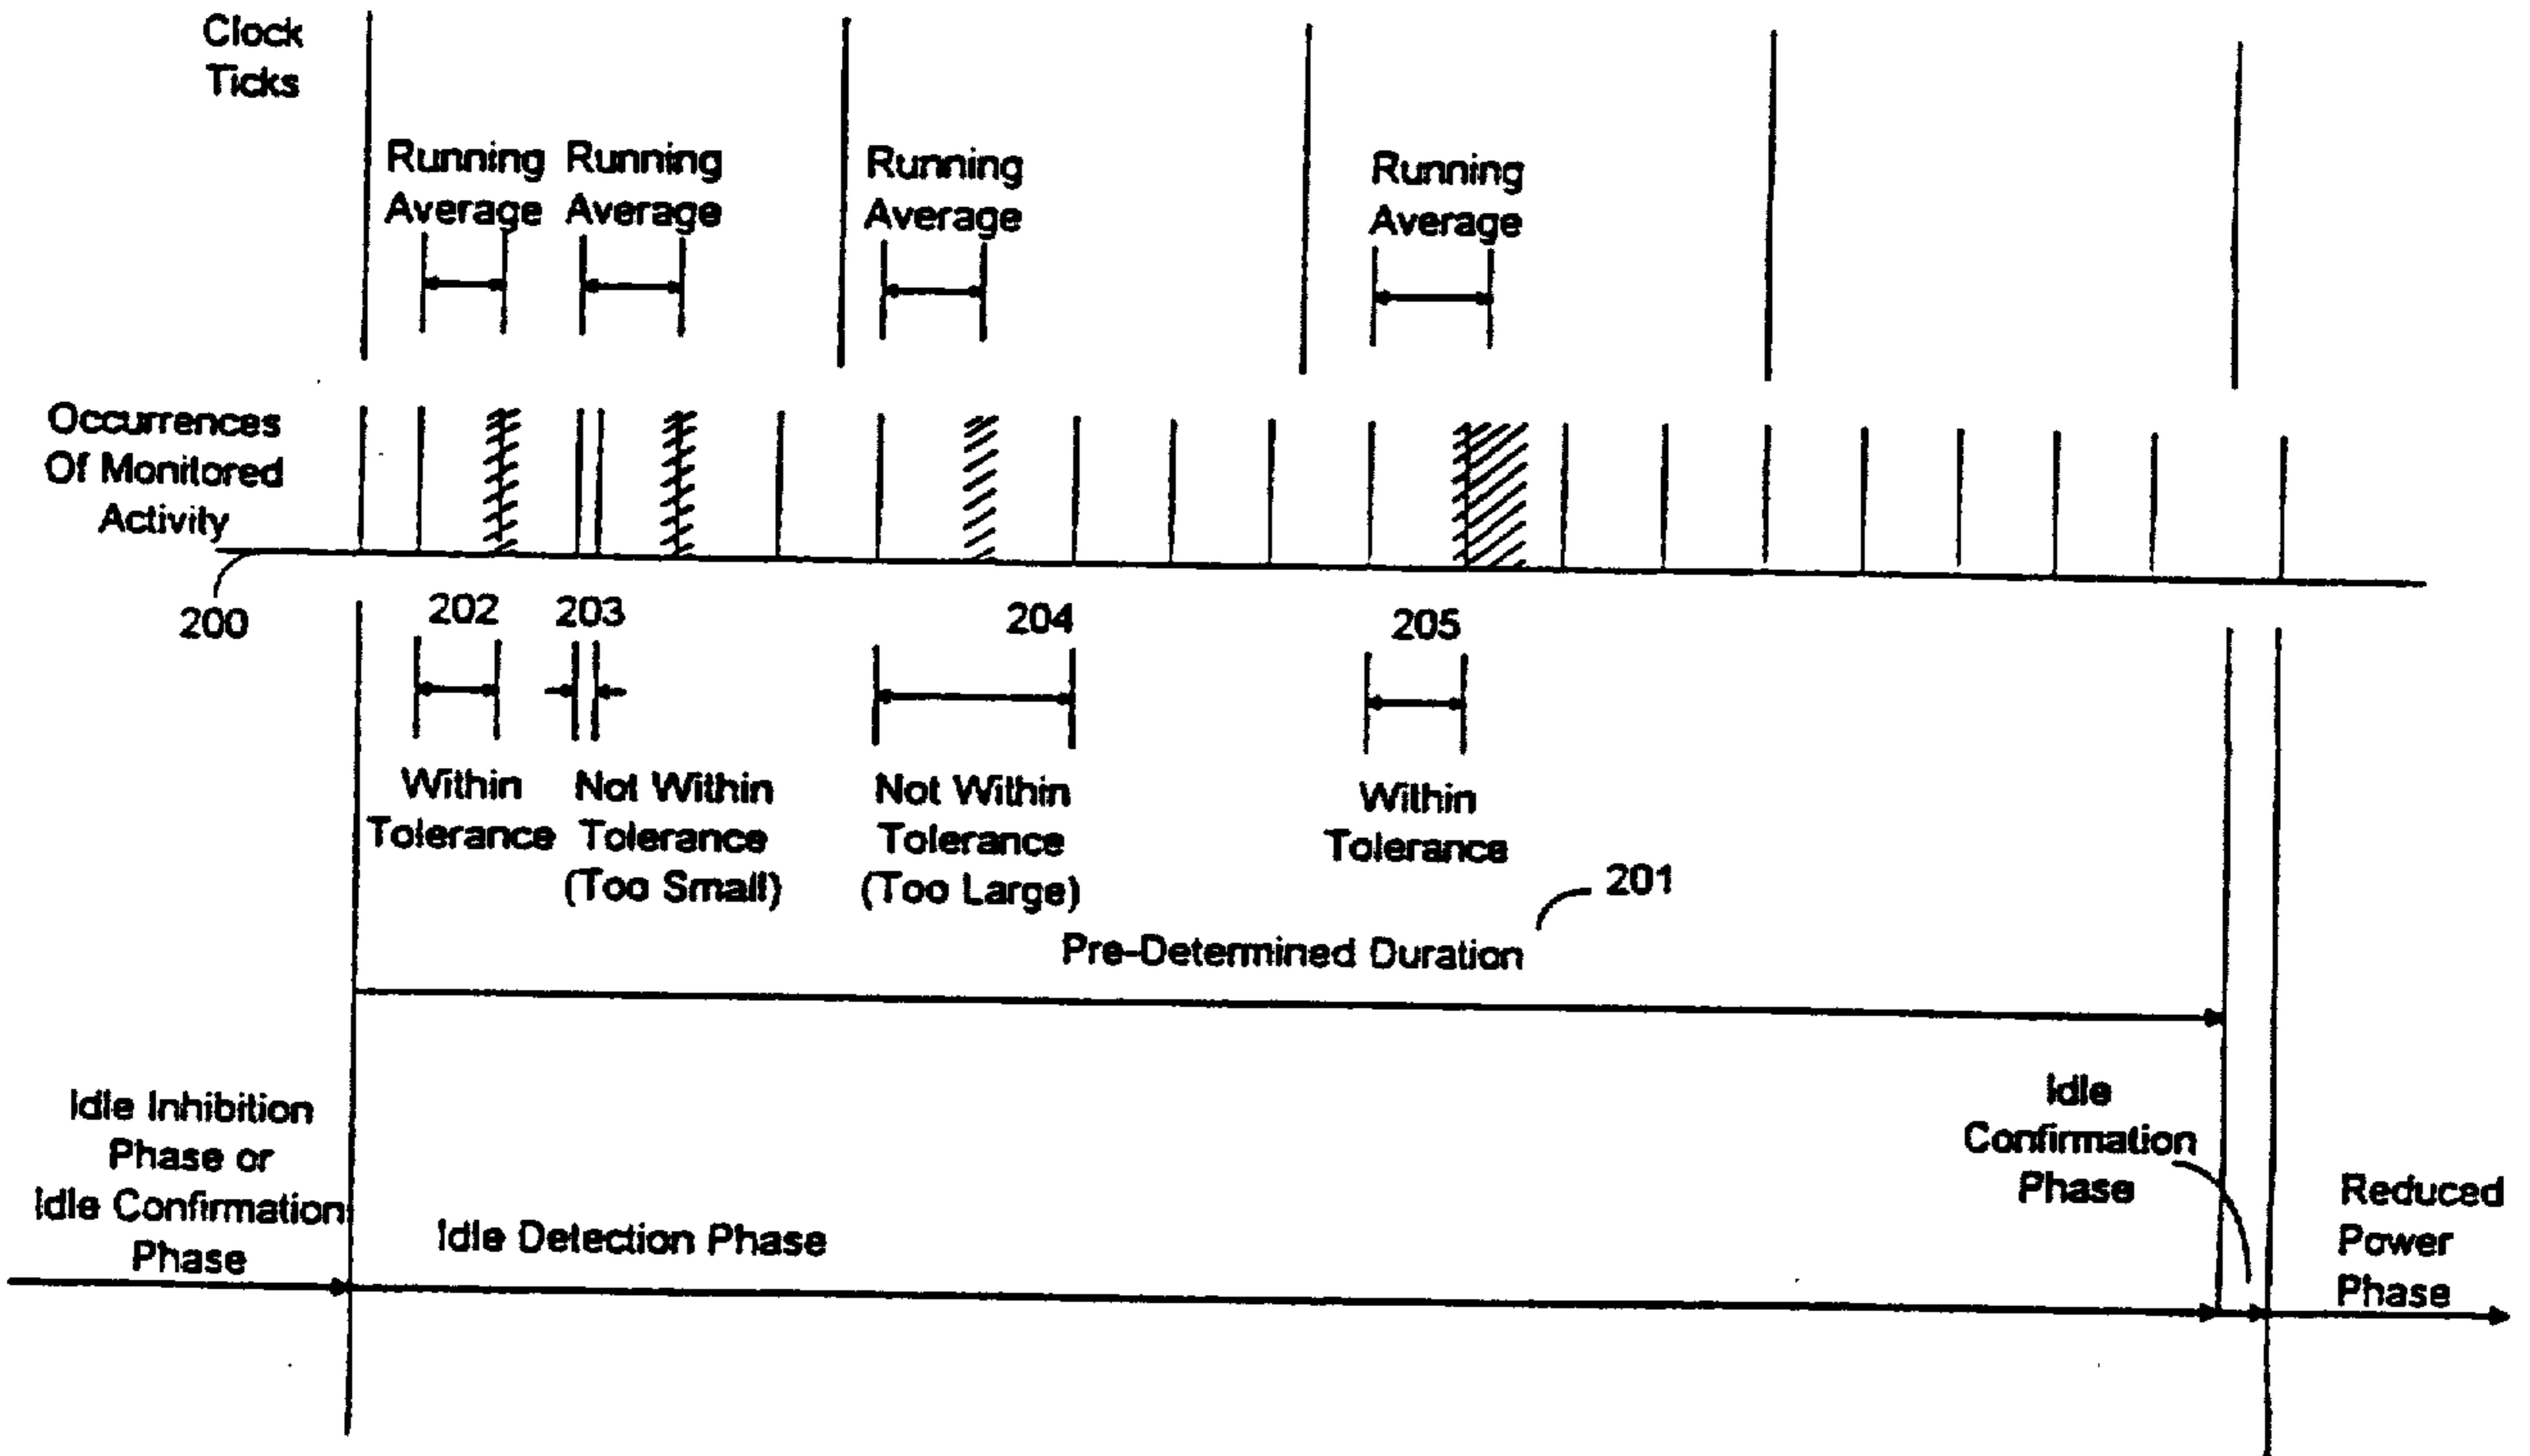 Clock
Ticks
Running Running
Average Average
Running
Average
Running
Average
Occurrences
Of Monitored
Activity
200
202
203
204
205
Within
Tolerance
Not Within
Tolerance
(Too Small)
Not Within
Tolerance
(Too Large)
Within
Tolerance
201
Pre-Determined Duration
Idle Inhibition
Phase or
Idle Confirmation
Phase
Idle Detection Phase
Idle
Confirmation
Phase
Reduced
Power
Phase